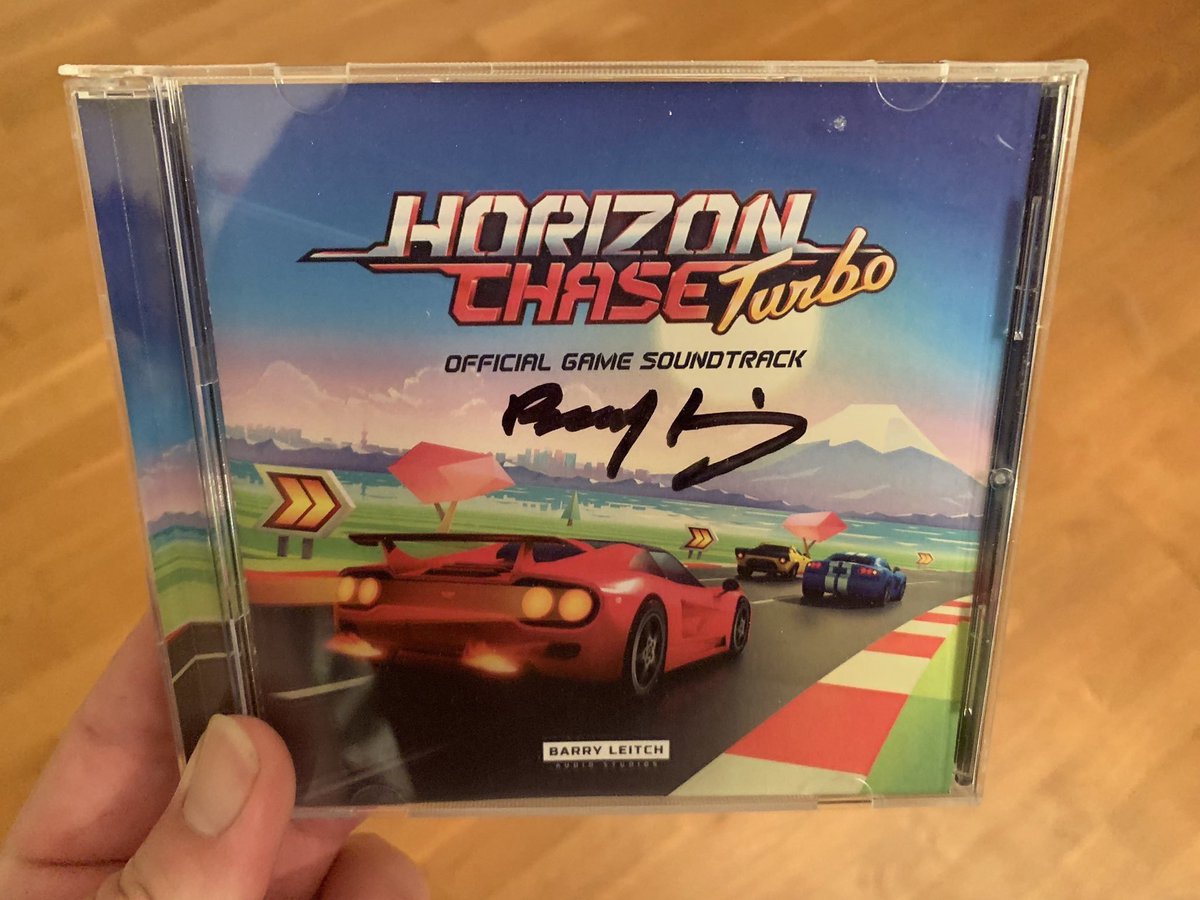 HORIZON
CHASE Turbo
OFFICIAL GAME SOUNDTRACK
BARRY LEITCH
AUDIO STUDIOS